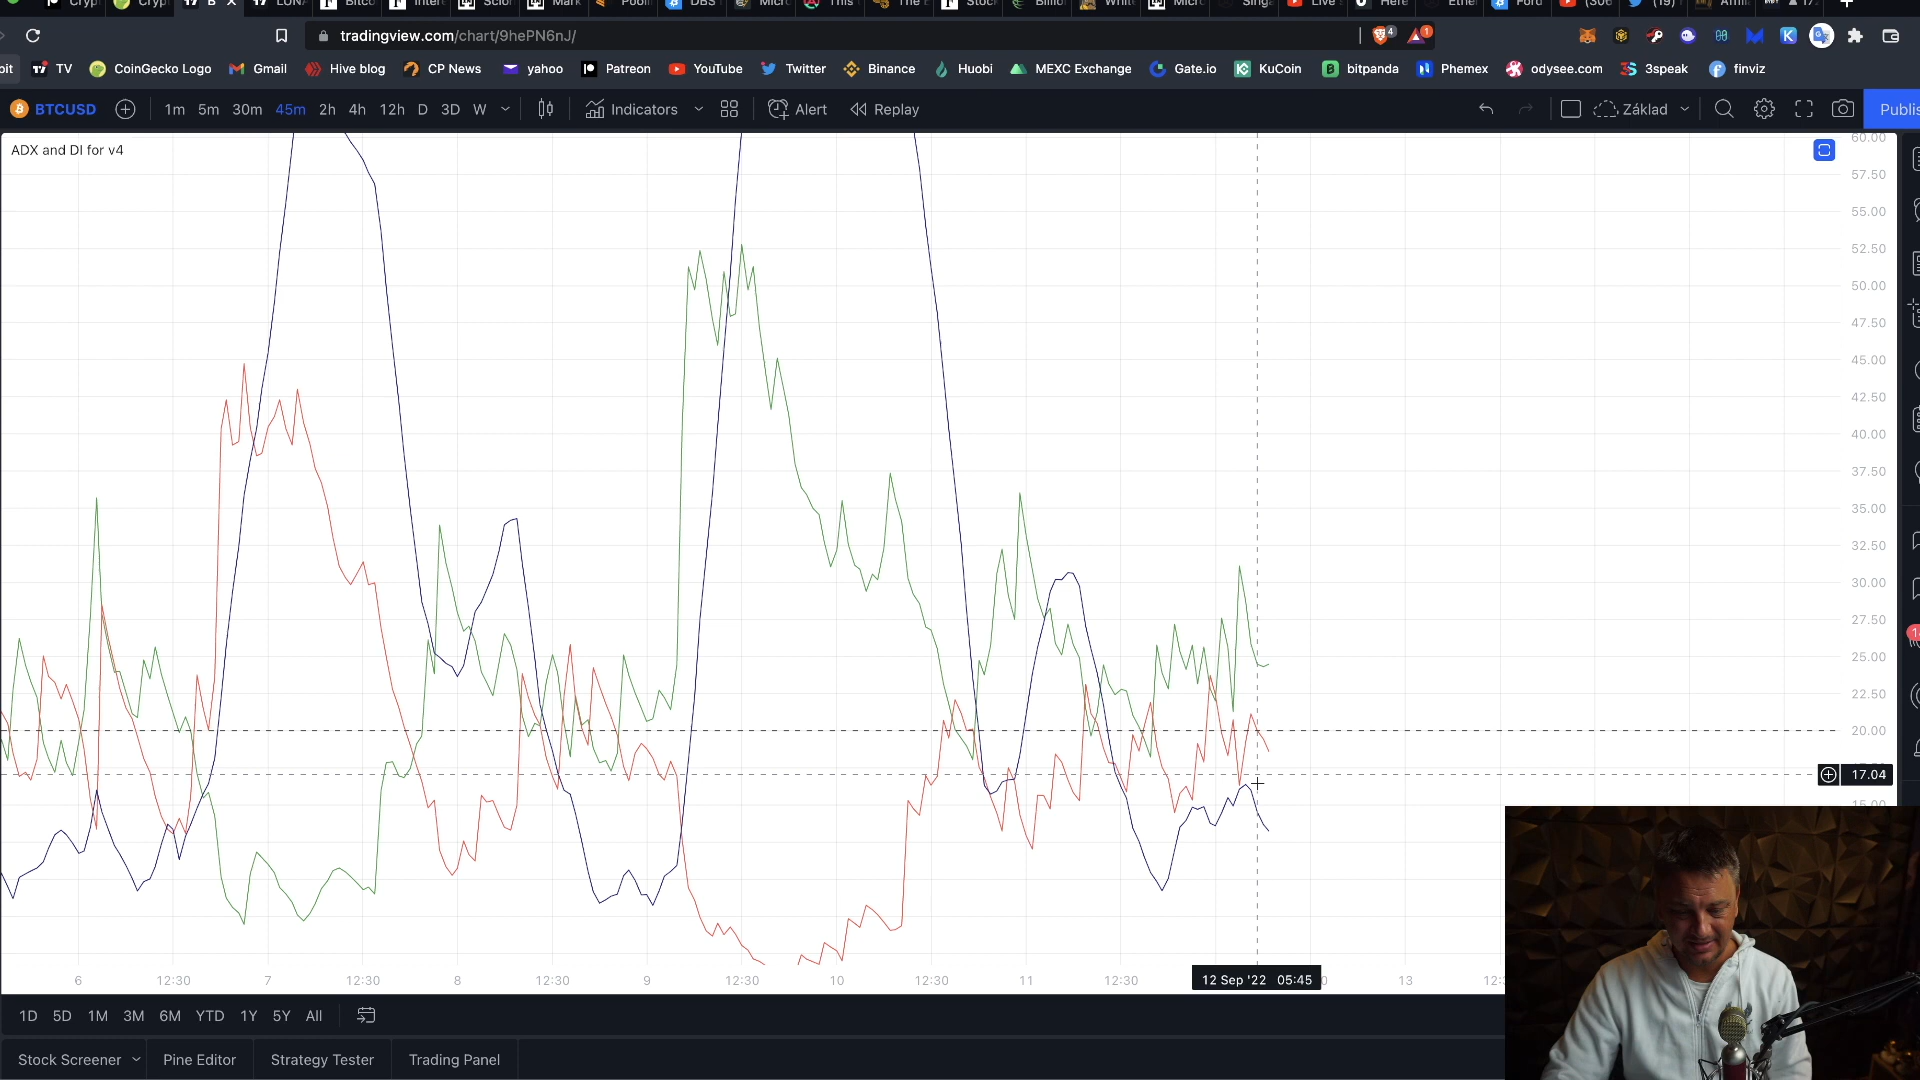 tradingview.com/chart/9hePN6nJ/
TV CoinGecko Logo Gmail Hive blog CP News yahoo Patreon YouTube Twitter Binance Huobi MEXC Exchange Gate.io KuCoin bitpanda Phemex odysee.com 3speak finviz
BTCUSD 1m 5m 30m 45m 2h 4h 12h D 3D W Indicators Alert Replay Základ Publis
ADX and DI for v4
60.00
57.50
55.00
52.50
50.00
47.50
45.00
42.50
40.00
37.50
35.00
32.50
30.00
27.50
25.00
22.50
20.00
17.04
15.00
6 12:30 7 12:30 8 12:30 9 12:30 10 12:30 11 12:30 12 Sep '22 05:45 13
1D 5D 1M 3M 6M YTD 1Y 5Y All
Stock Screener Pine Editor Strategy Tester Trading Panel